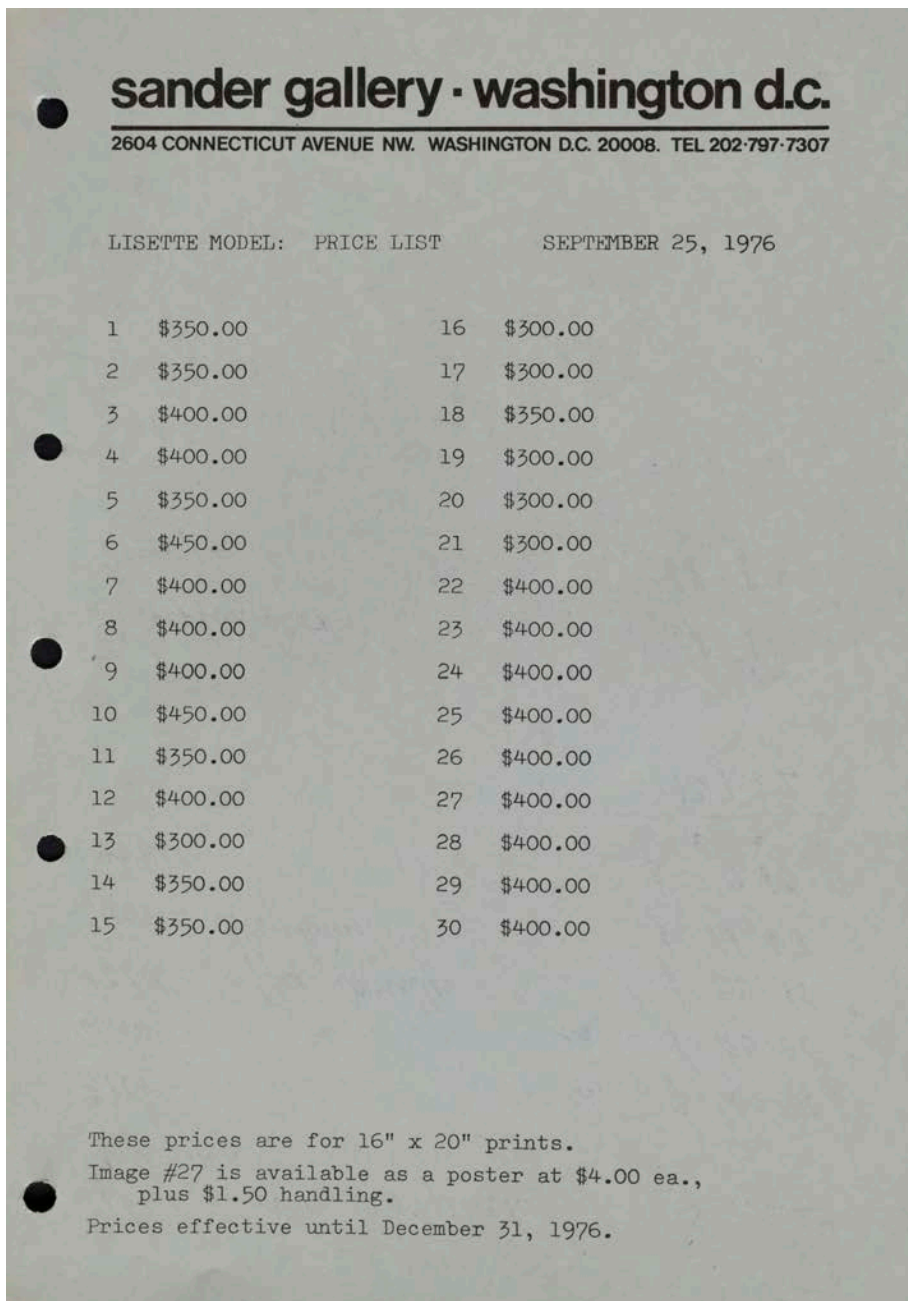 sander gallery · washington d.c.
2604 CONNECTICUT AVENUE NW. WASHINGTON D.C. 20008. TEL 202·797·7307
LISETTE MODEL: PRICE LIST SEPTEMBER 25, 1976
1 $350.00 16 $300.00
2 $350.00 17 $300.00
3 $400.00 18 $350.00
4 $400.00 19 $300.00
5 $350.00 20 $300.00
6 $450.00 21 $300.00
7 $400.00 22 $400.00
8 $400.00 23 $400.00
9 $400.00 24 $400.00
10 $450.00 25 $400.00
11 $350.00 26 $400.00
12 $400.00 27 $400.00
13 $300.00 28 $400.00
14 $350.00 29 $400.00
15 $350.00 30 $400.00
These prices are for 16" x 20" prints.
Image #27 is available as a poster at $4.00 ea.,
plus $1.50 handling.
Prices effective until December 31, 1976.